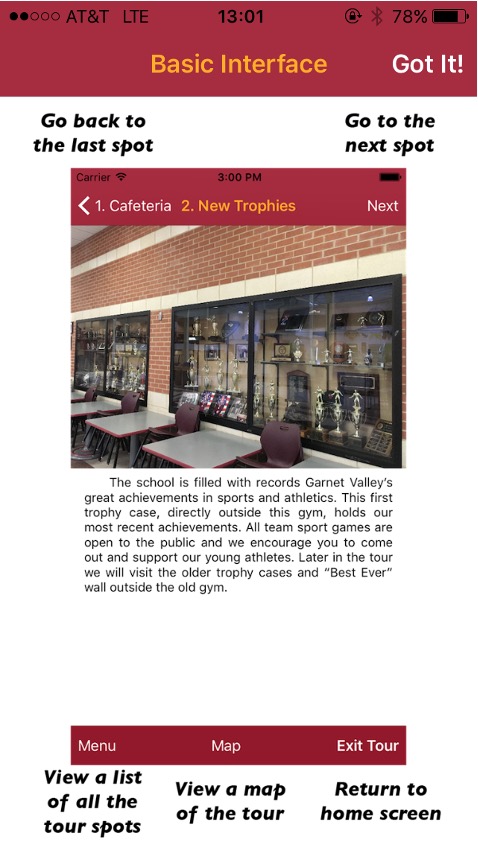 AT&T LTE 13:01 78%
Basic Interface Got It!
Go back to
the last spot
Go to the
next spot
Carrier 3:00 PM
1. Cafeteria 2. New Trophies Next
The school is filled with records Garnet Valley's
great achievements in sports and athletics. This first
trophy case, directly outside this gym, holds our
most recent achievements. All team sport games are
open to the public and we encourage you to come
out and support our young athletes. Later in the tour
we will visit the older trophy cases and “Best Ever”
wall outside the old gym.
Menu Map Exit Tour
View a list
of all the
tour spots
View a map
of the tour
Return to
home screen